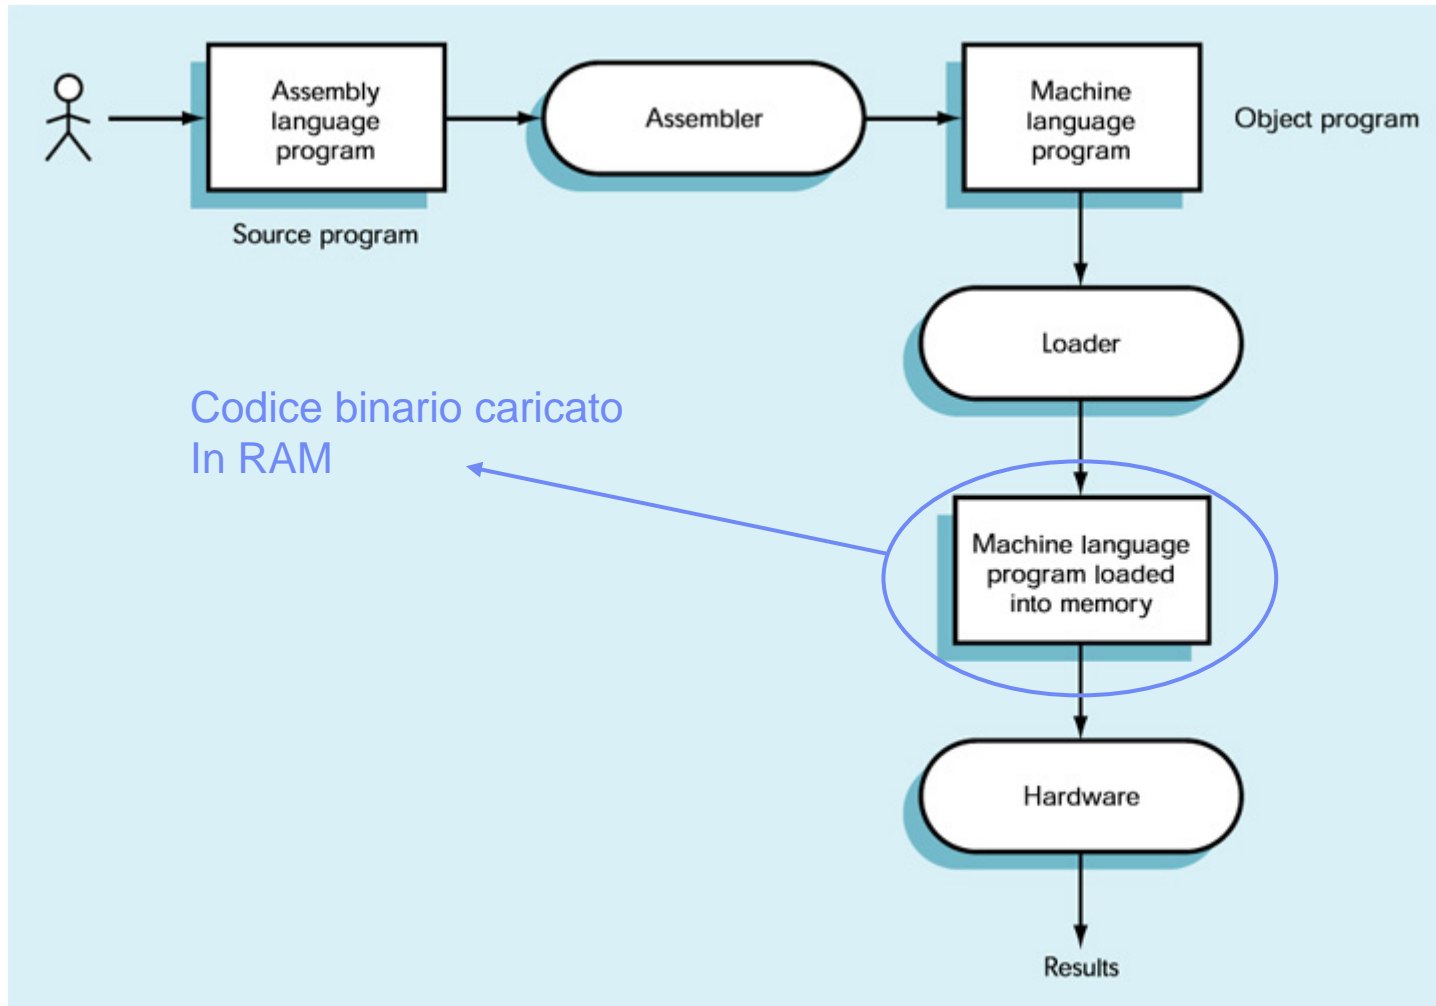 Assembly
language
program
Source program
Assembler
Machine
language
program
Object program
Loader
Codice binario caricato
In RAM
Machine language
program loaded
into memory
Hardware
Results